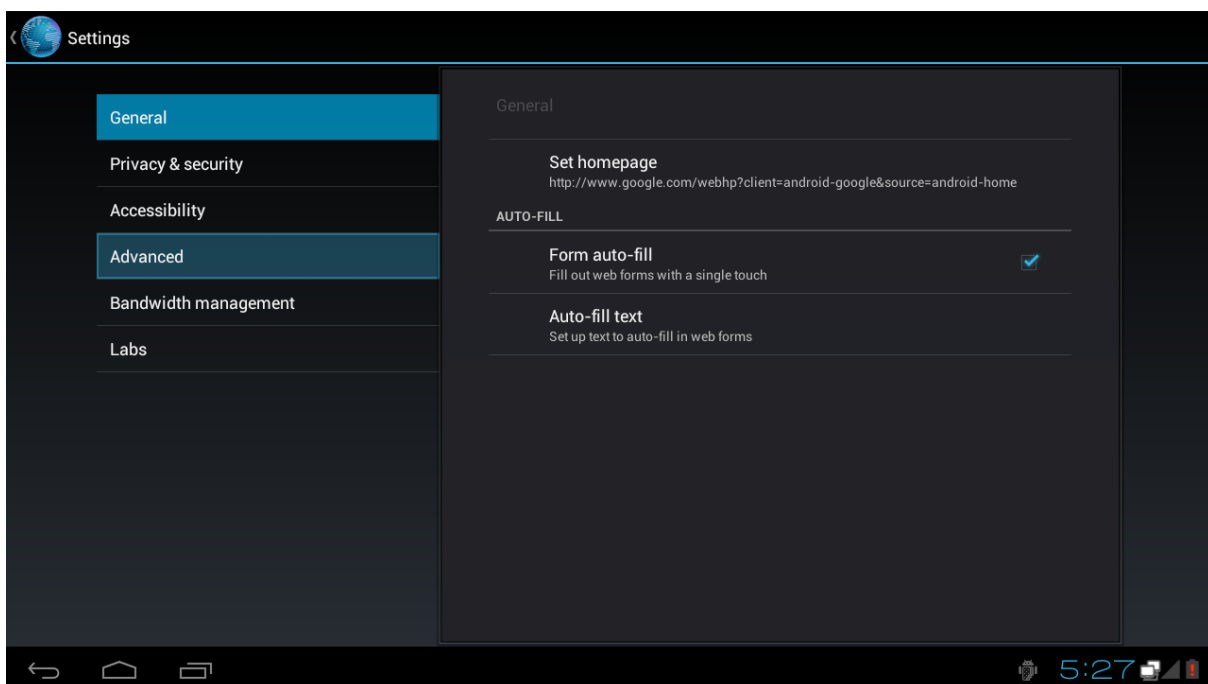 Settings
General
Privacy & security
Accessibility
Advanced
Bandwidth management
Labs
General
Set homepage
http://www.google.com/webhp?client=android-google&source=android-home
AUTO-FILL
Form auto-fill
Fill out web forms with a single touch
Auto-fill text
Set up text to auto-fill in web forms
5:27